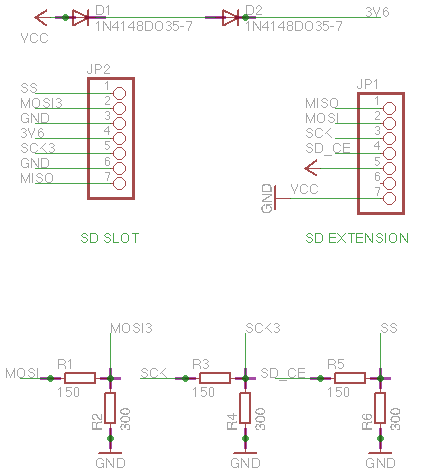 D1 D2
1N4148DO35-7 1N4148DO35-7 3V6
VCC
JP2
SS 1
MOSI3 2
GND 3
3V6 4
SCK3 5
GND 6
MISO 7
SD SLOT
JP1
MISO 1
MOSI 2
SCK 3
SD_CE 4
5
6
VCC 7
GND
SD EXTENSION
MOSI3 SCK3 SS
MOSI R1 SCK R3 SD_CE R5
150 150 150
R2 300 R4 300 R6 300
GND GND GND